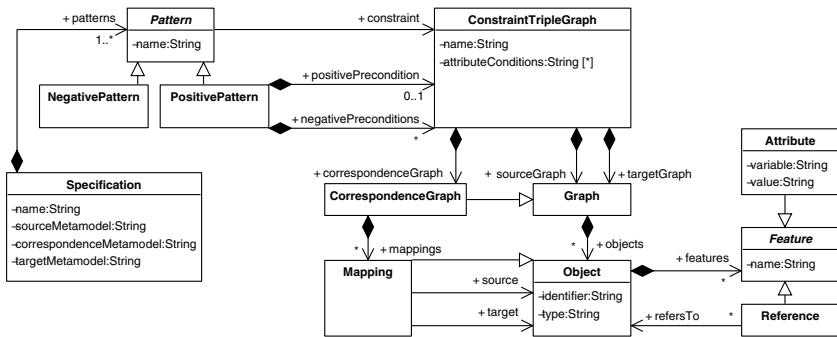 + patterns
1..*
Pattern
-name:String
+ constraint
ConstraintTripleGraph
-name:String
-attributeConditions:String [*]
NegativePattern
PositivePattern
+ positivePrecondition
0..1
+ negativePreconditions
*
Specification
-name:String
-sourceMetamodel:String
-correspondenceMetamodel:String
-targetMetamodel:String
+ correspondenceGraph
+ sourceGraph
+ targetGraph
CorrespondenceGraph
Graph
Attribute
-variable:String
-value:String
*
+ mappings
*
+ objects
Mapping
+ source
+ target
Object
-identifier:String
-type:String
+ features
*
Feature
-name:String
+ refersTo
*
Reference